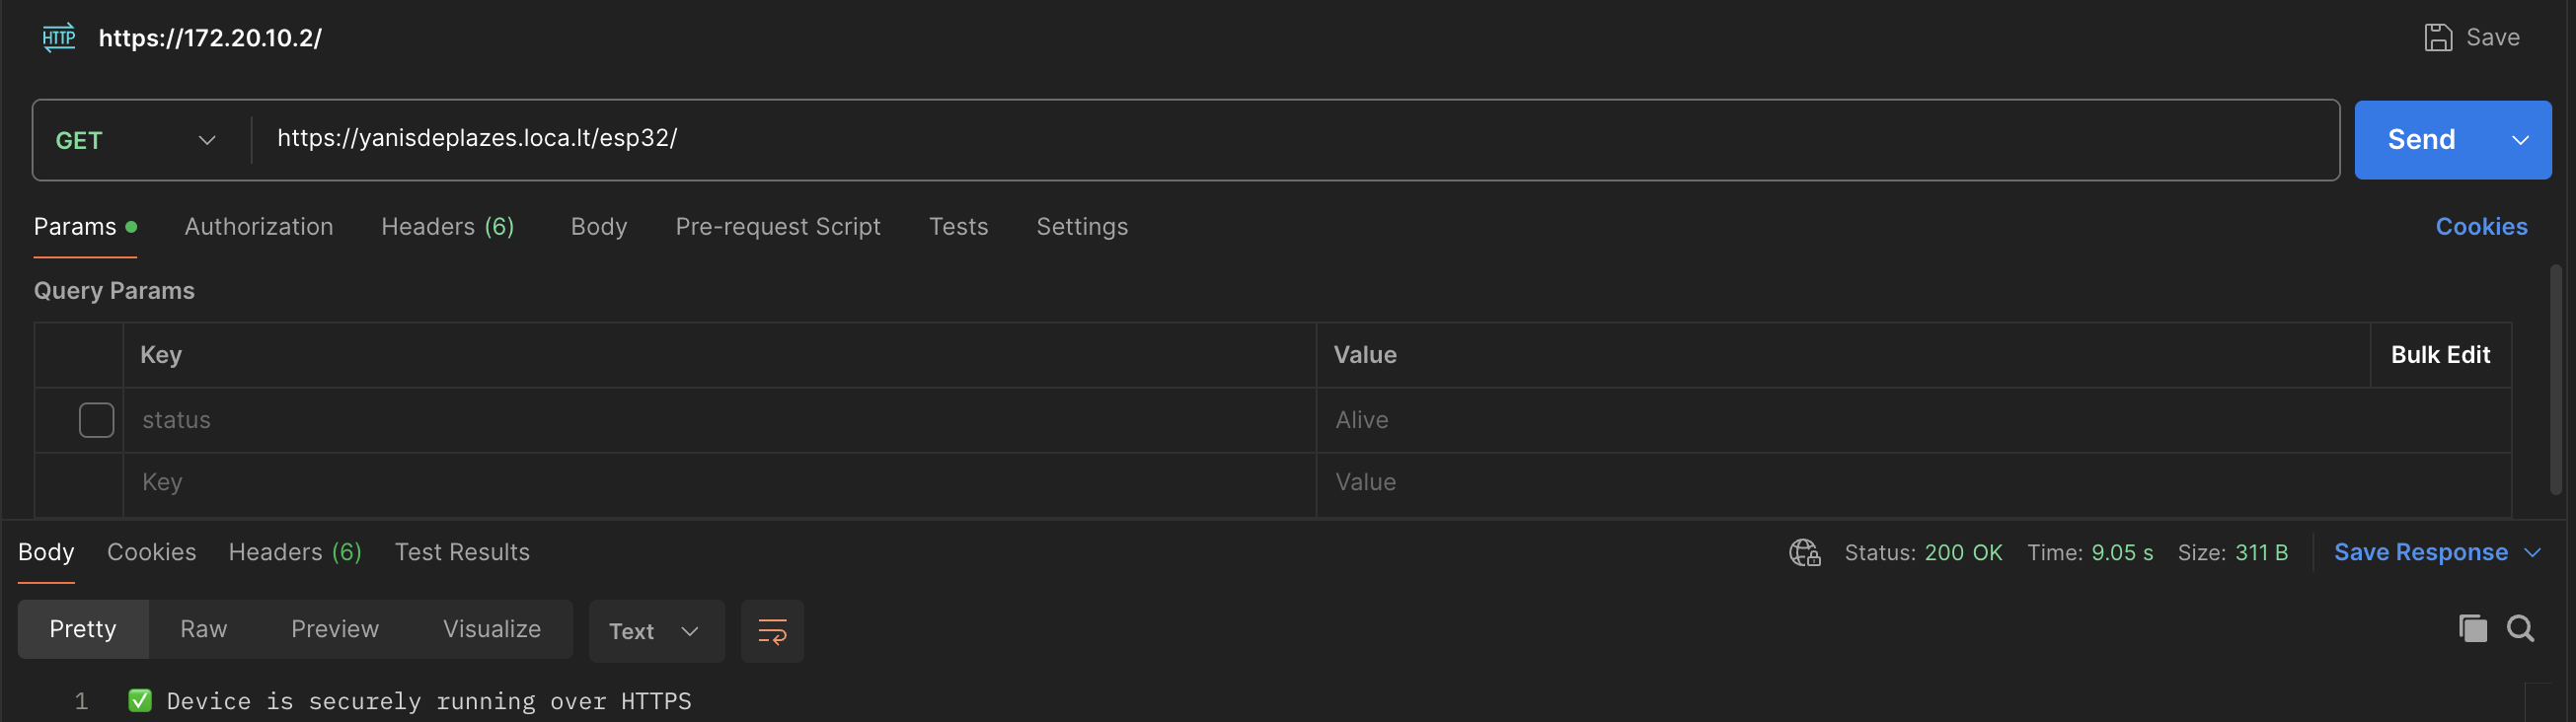 HTTP https://172.20.10.2/ Save
GET https://yanisdeplazes.loca.lt/esp32/ Send
Params Authorization Headers (6) Body Pre-request Script Tests Settings Cookies
Query Params
Key Value Bulk Edit
status Alive
Key Value
Body Cookies Headers (6) Test Results Status: 200 OK Time: 9.05 s Size: 311 B Save Response
Pretty Raw Preview Visualize Text
1 ✅ Device is securely running over HTTPS